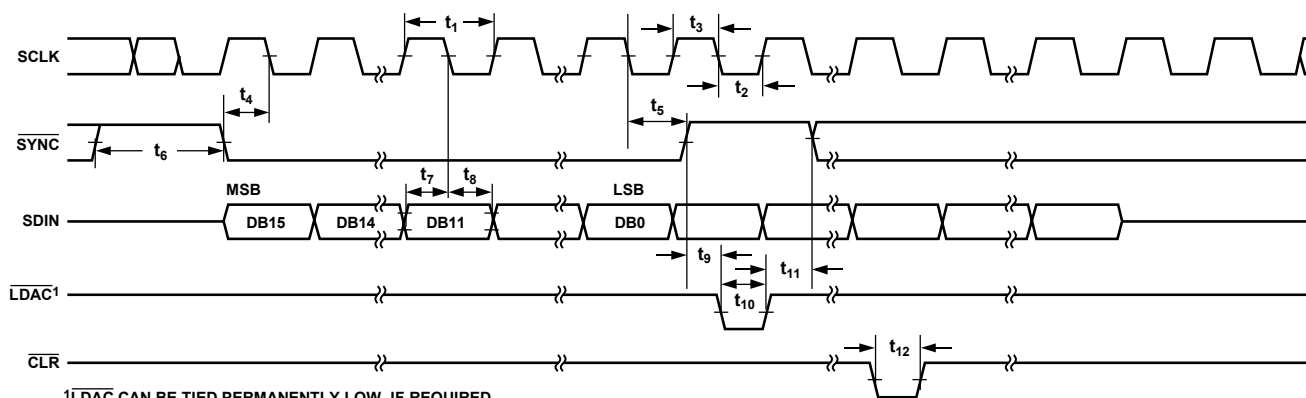 t1
t3
SCLK
t4
t2
t5
SYNC
t6
t7
t8
MSB
LSB
SDIN
DB15
DB14
DB11
DB0
t9
t11
LDAC1
t10
t12
CLR
1LDAC CAN BE TIED PERMANENTLY LOW, IF REQUIRED